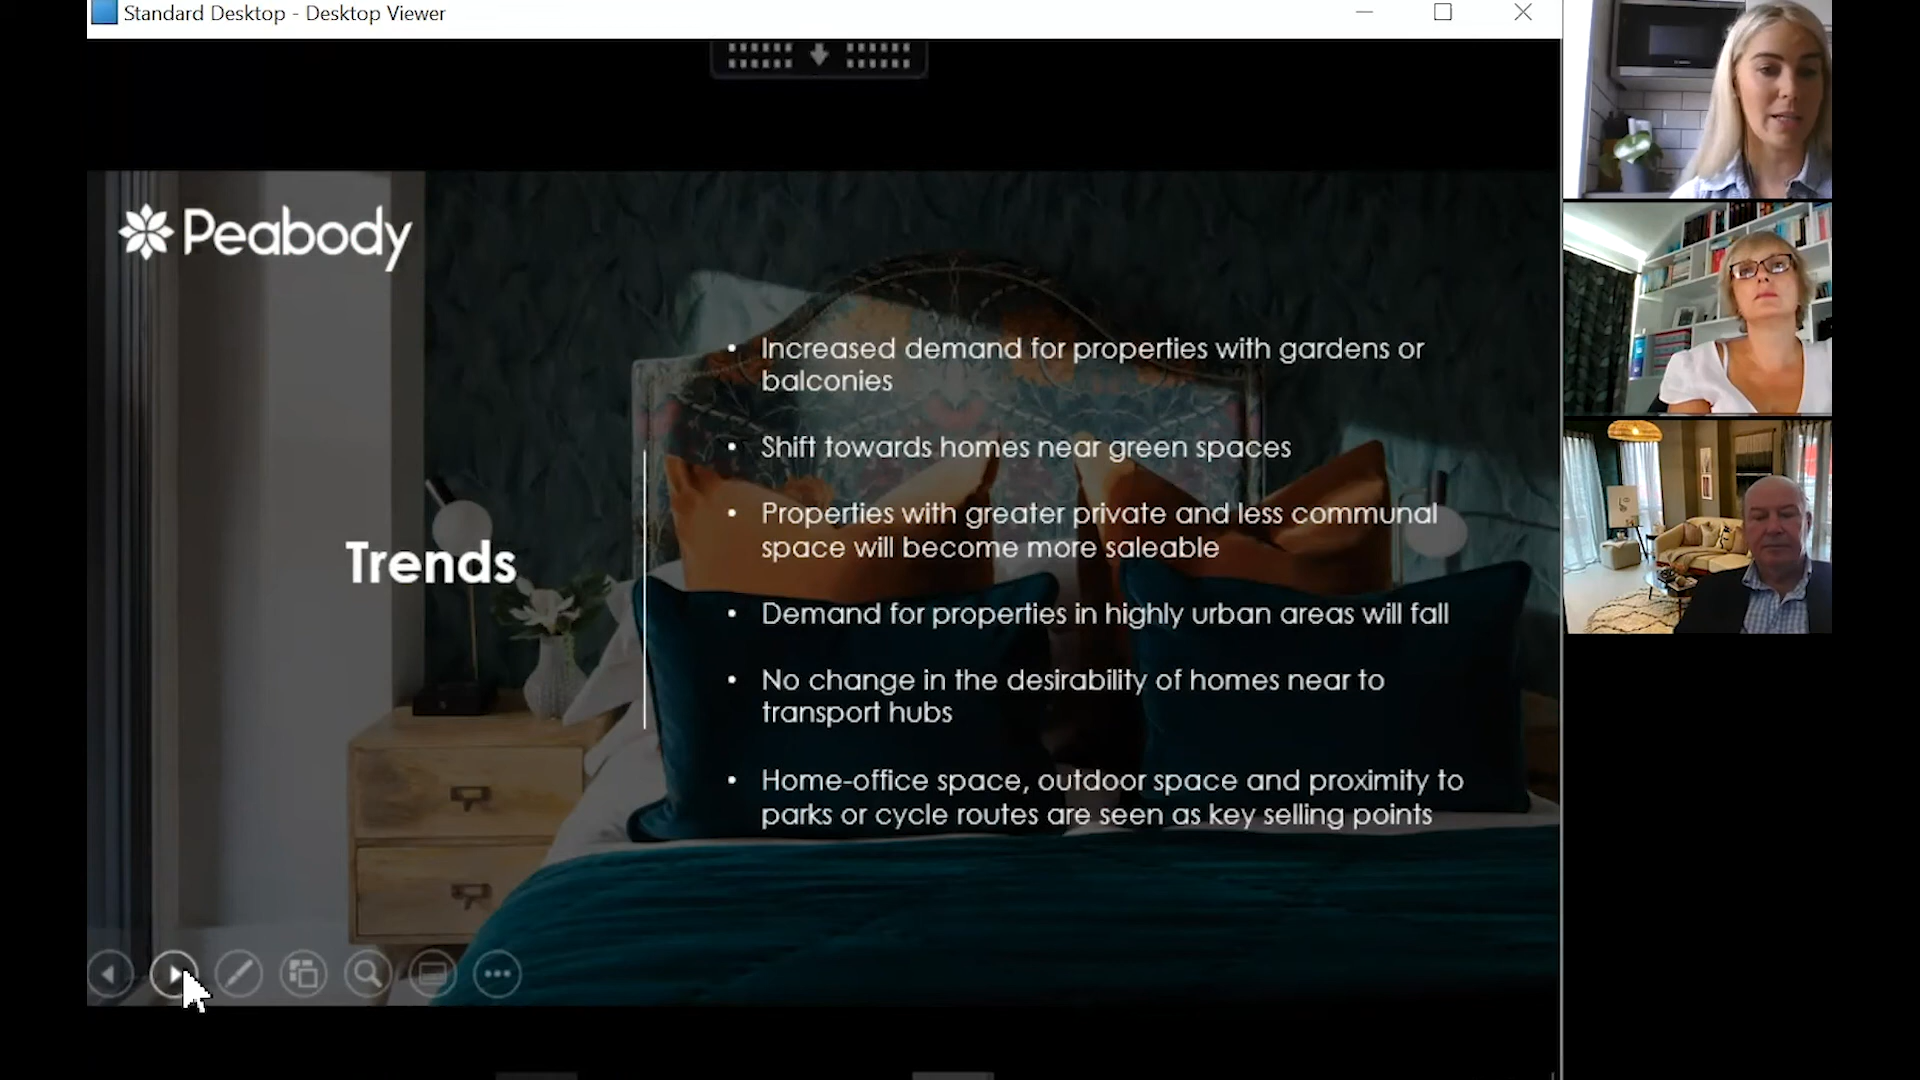 Standard Desktop - Desktop Viewer
Peabody
Trends
• Increased demand for properties with gardens or
balconies
• Shift towards homes near green spaces
• Properties with greater private and less communal
space will become more saleable
• Demand for properties in highly urban areas will fall
• No change in the desirability of homes near to
transport hubs
• Home-office space, outdoor space and proximity to
parks or cycle routes are seen as key selling points